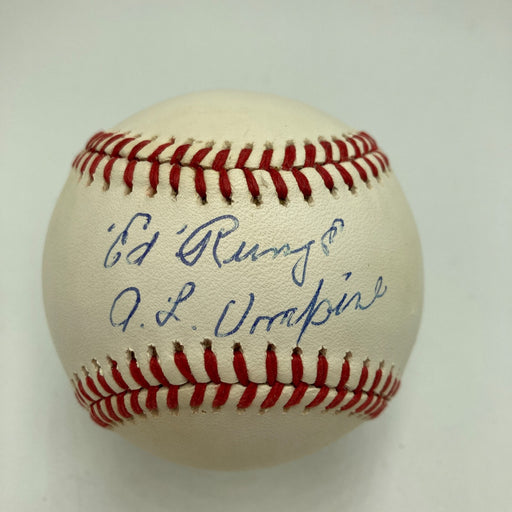 "Ed" Runge
A.L. Umpire